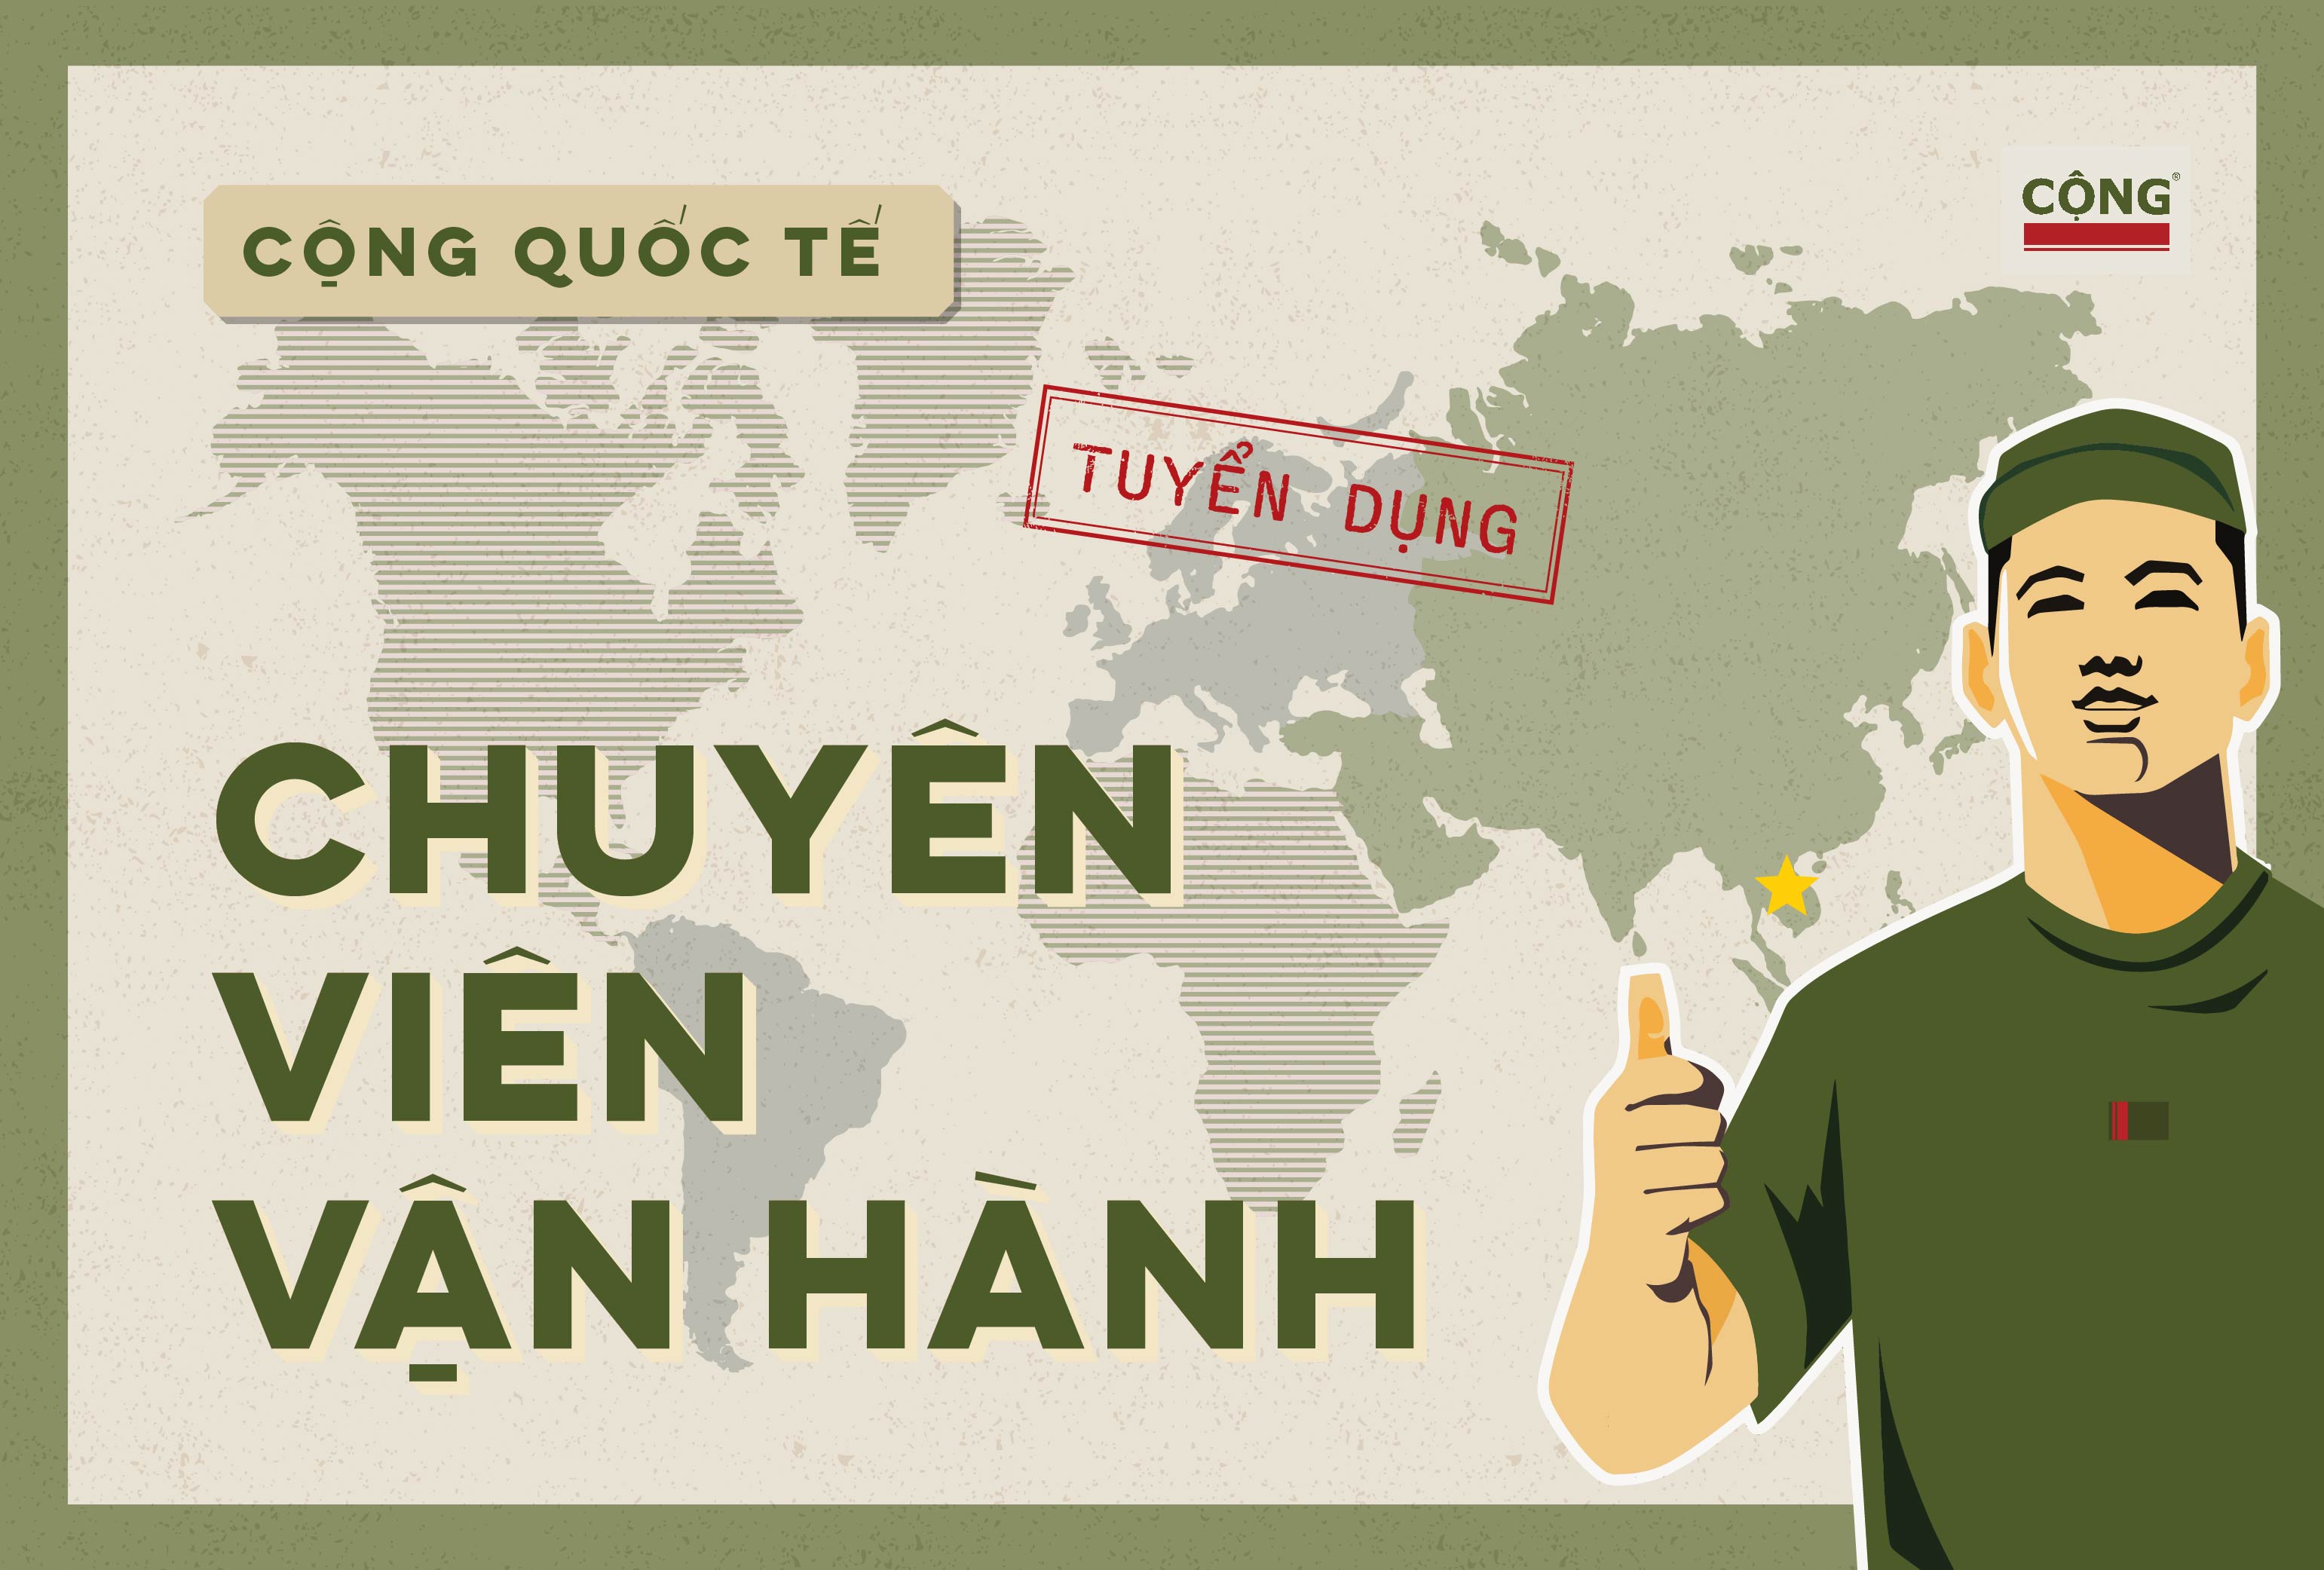 CỘNG QUỐC TẾ
CỘNG®
TUYỂN DỤNG
CHUYÊN
VIÊN
VẬN HÀNH